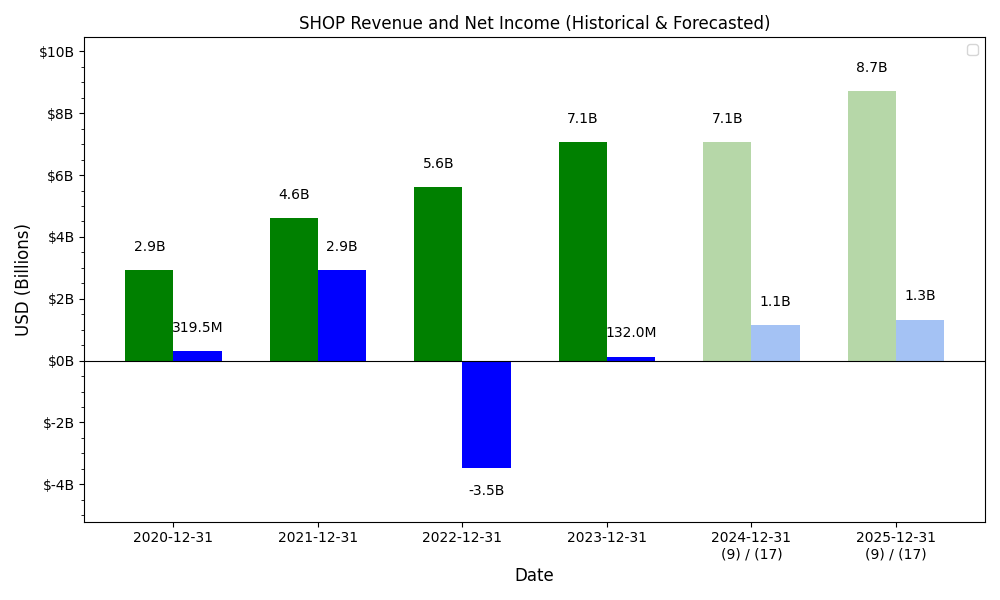 SHOP Revenue and Net Income (Historical & Forecasted)
$10B
$8B
$6B
$4B
$2B
$0B
$-2B
$-4B
USD (Billions)
2.9B
319.5M
4.6B
2.9B
5.6B
-3.5B
7.1B
132.0M
7.1B
1.1B
8.7B
1.3B
2020-12-31
2021-12-31
2022-12-31
2023-12-31
2024-12-31
(9) / (17)
2025-12-31
(9) / (17)
Date